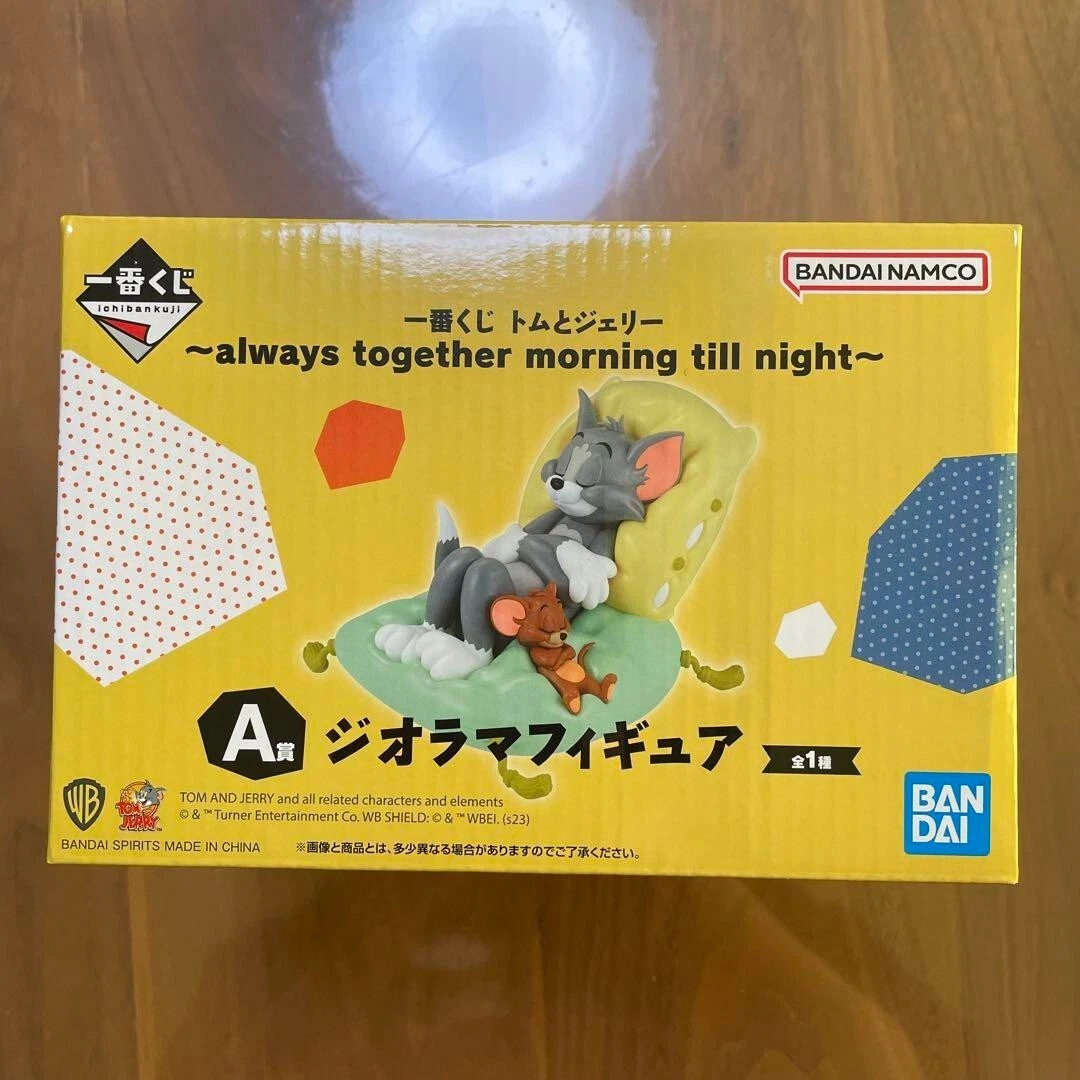 一番くじ
ichibankuji
BANDAI NAMCO
一番くじ トムとジェリー
～always together morning till night～
A賞 ジオラマフィギュア 全1種
WB
TOM and JERRY™
TOM AND JERRY and all related characters and elements
© & ™ Turner Entertainment Co. WB SHIELD: © & ™ WBEI. (s23)
BANDAI SPIRITS MADE IN CHINA
※画像と商品とは、多少異なる場合がありますのでご了承ください。
BAN
DAI